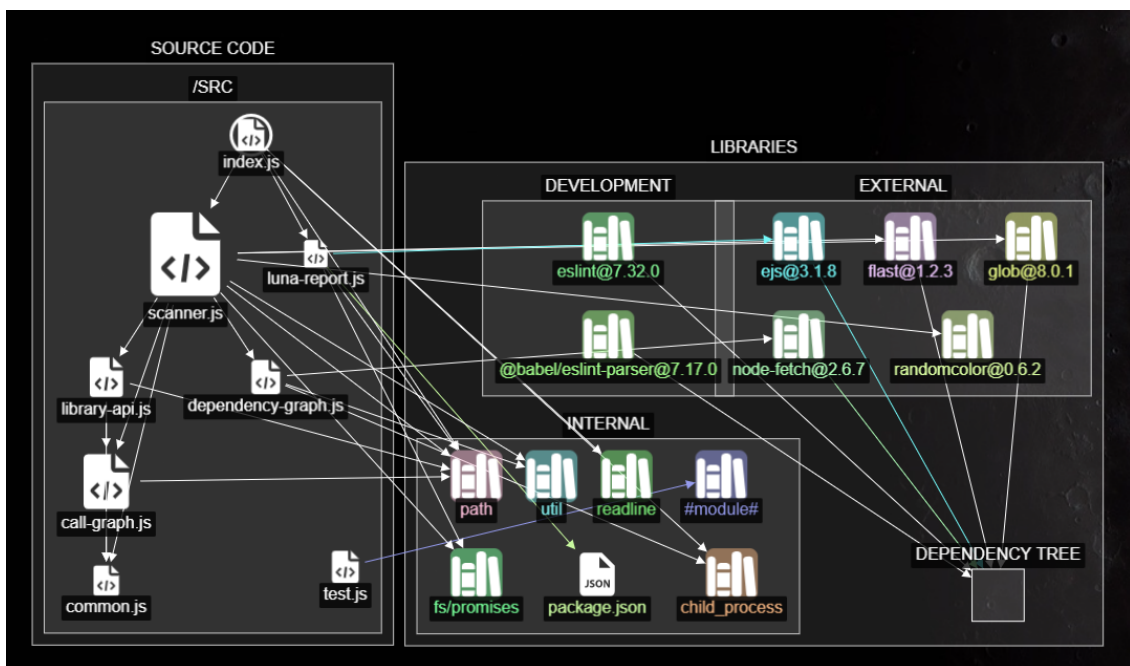 SOURCE CODE
/SRC
index.js
LIBRARIES
DEVELOPMENT
EXTERNAL
luna-report.js
eslint@7.32.0
ejs@3.1.8
flast@1.2.3
glob@8.0.1
scanner.js
library-api.js
dependency-graph.js
@babel/eslint-parser@7.17.0
node-fetch@2.6.7
randomcolor@0.6.2
INTERNAL
call-graph.js
path
util
readline
#module#
DEPENDENCY TREE
common.js
test.js
fs/promises
JSON
package.json
child_process